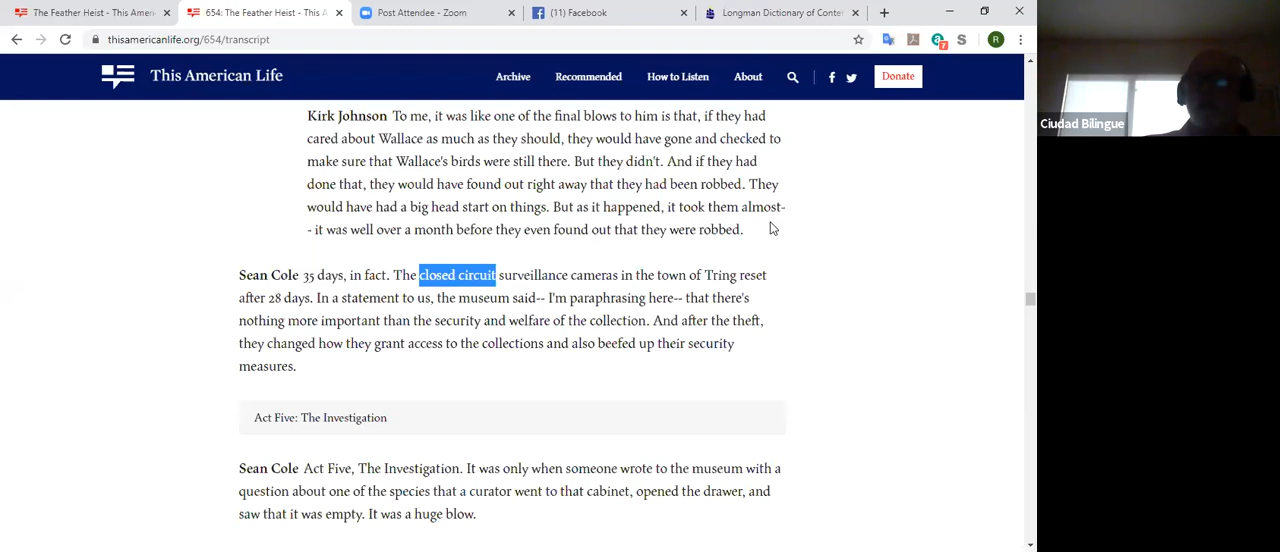 The Feather Heist - This Ameri
654: The Feather Heist - This A
Post Attendee - Zoom
(11) Facebook
Longman Dictionary of Conter
thisamericanlife.org/654/transcript
7
S
R
This American Life
Archive
Recommended
How to Listen
About
Donate
Kirk Johnson To me, it was like one of the final blows to him is that, if they had
cared about Wallace as much as they should, they would have gone and checked to
make sure that Wallace's birds were still there. But they didn't. And if they had
done that, they would have found out right away that they had been robbed. They
would have had a big head start on things. But as it happened, it took them almost-
- it was well over a month before they even found out that they were robbed.
Sean Cole 35 days, in fact. The closed circuit surveillance cameras in the town of Tring reset
after 28 days. In a statement to us, the museum said-- I'm paraphrasing here-- that there's
nothing more important than the security and welfare of the collection. And after the theft,
they changed how they grant access to the collections and also beefed up their security
measures.
Act Five: The Investigation
Sean Cole Act Five, The Investigation. It was only when someone wrote to the museum with a
question about one of the species that a curator went to that cabinet, opened the drawer, and
saw that it was empty. It was a huge blow.
Ciudad Bilingue